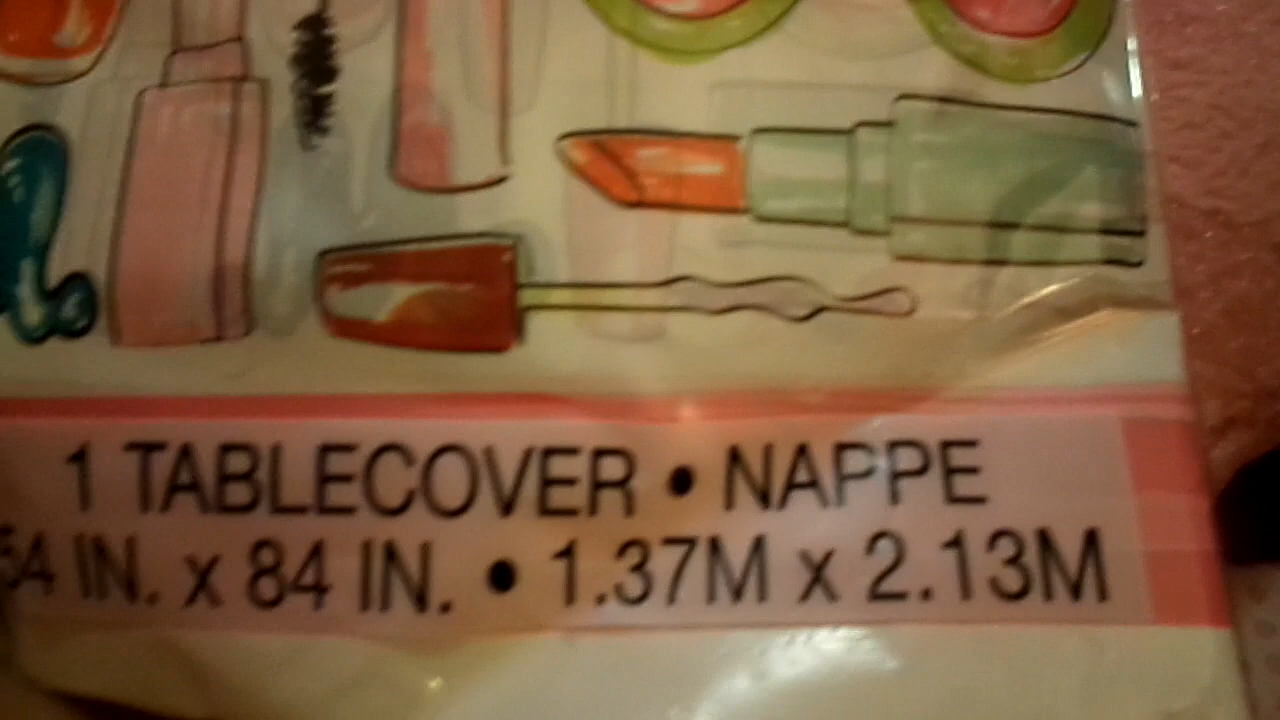 1 TABLECOVER • NAPPE
54 IN. x 84 IN. • 1.37M x 2.13M